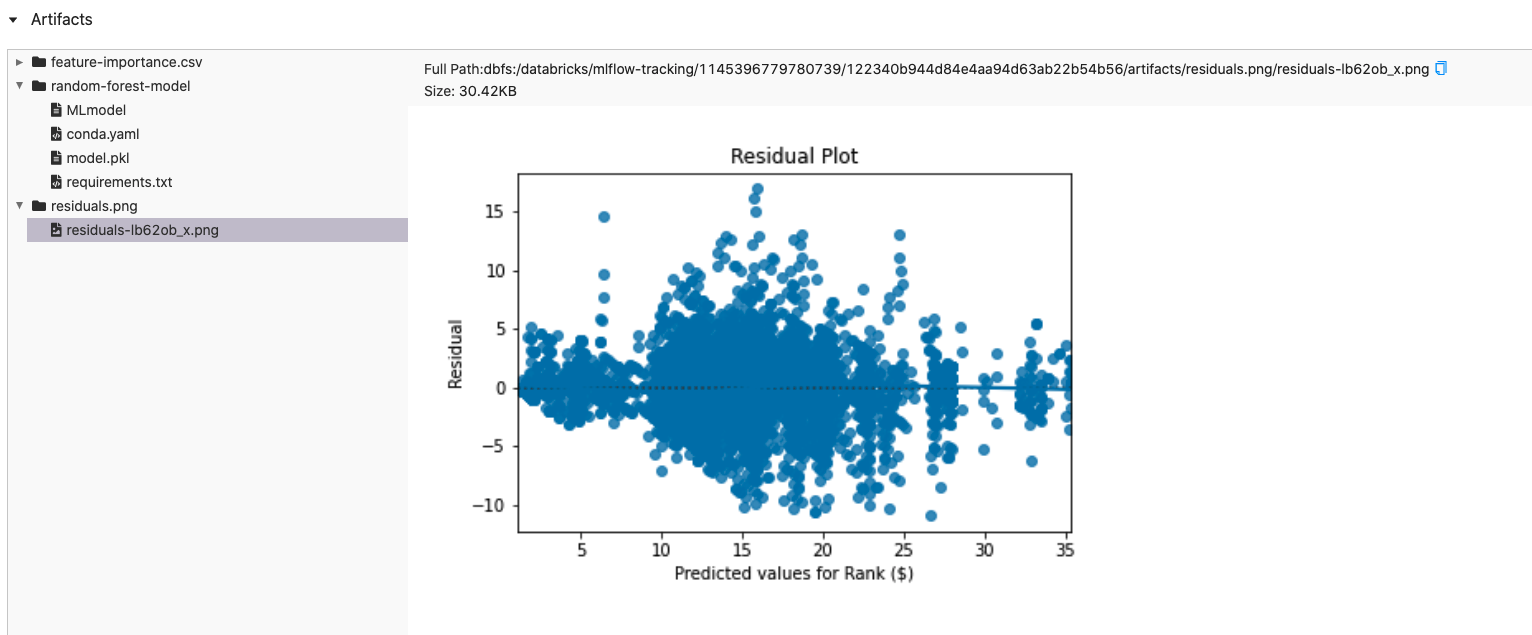 Artifacts
feature-importance.csv
random-forest-model
MLmodel
conda.yaml
model.pkl
requirements.txt
residuals.png
residuals-lb62ob_x.png
Full Path:dbfs:/databricks/mlflow-tracking/1145396779780739/122340b944d84e4aa94d63ab22b54b56/artifacts/residuals.png/residuals-lb62ob_x.png
Size: 30.42KB
Residual Plot
Residual
15
10
5
0
−5
−10
5 10 15 20 25 30 35
Predicted values for Rank ($)